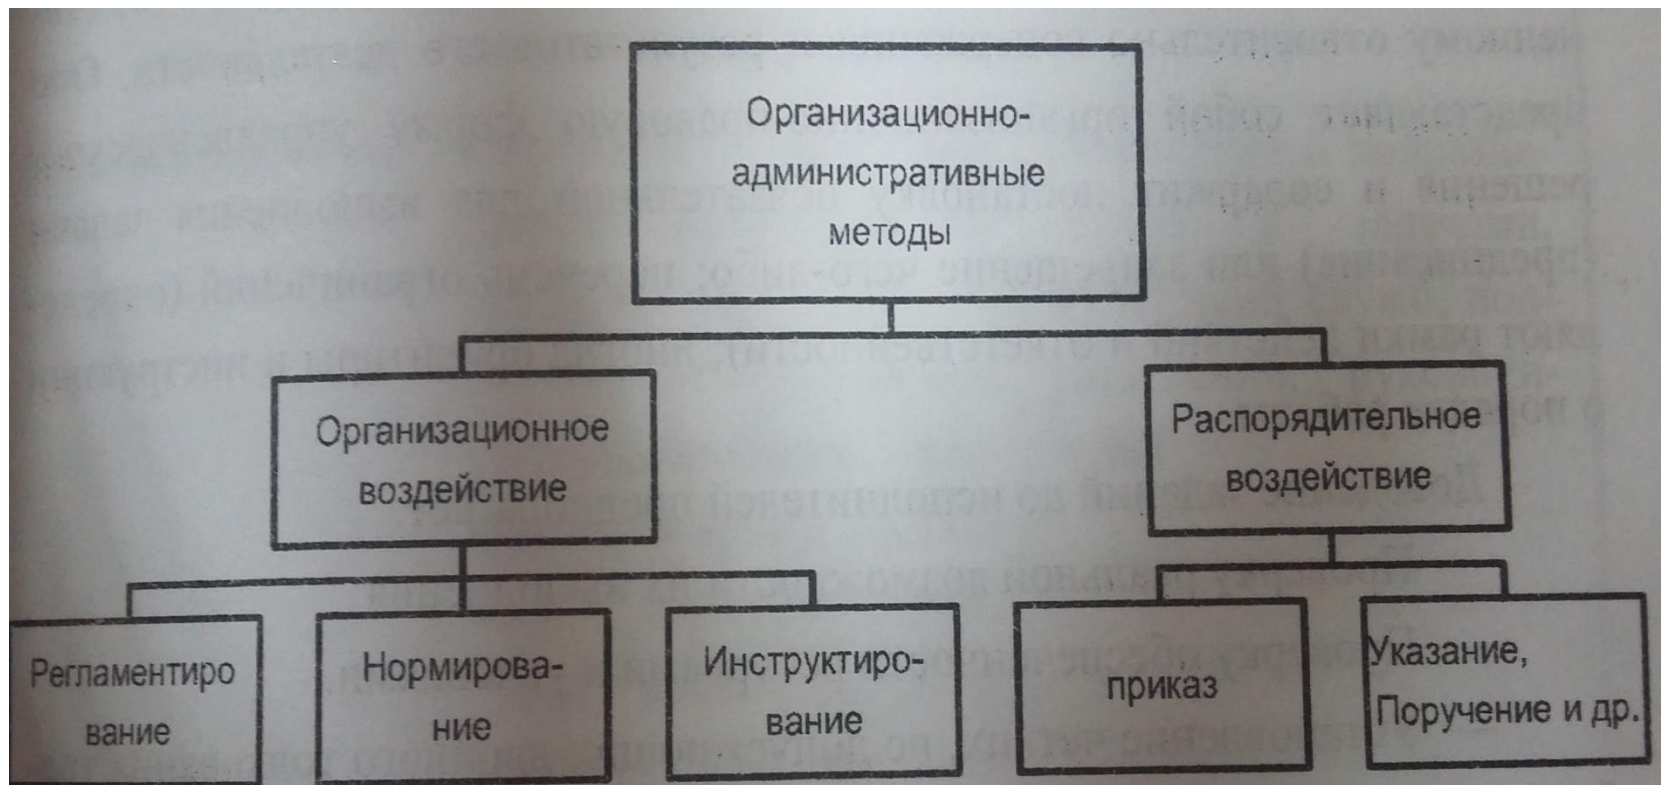 Организационно-
административные
методы
Организационное
воздействие
Распорядительное
воздействие
Регламентиро
вание
Нормирова-
ние
Инструктиро-
вание
приказ
Указание,
Поручение и др.